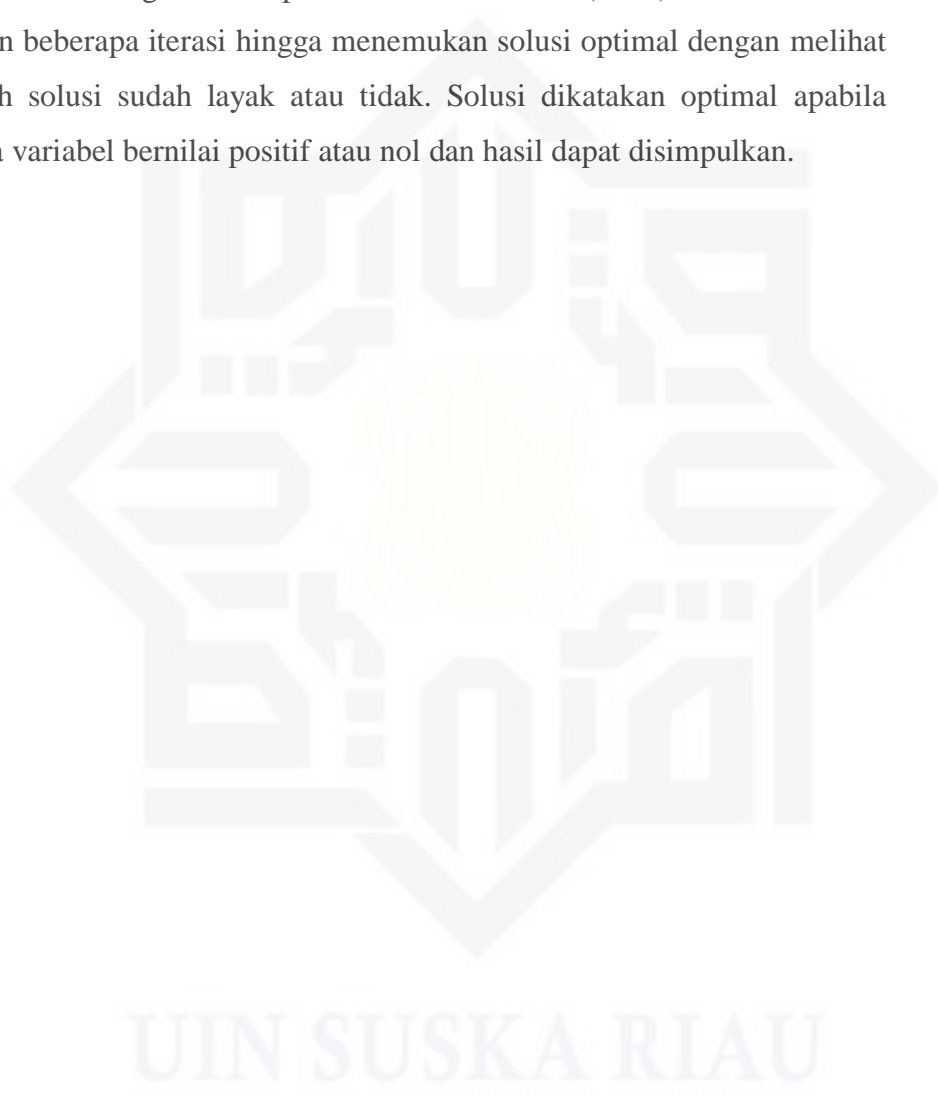 n beberapa iterasi hingga menemukan solusi optimal dengan melihat
h solusi sudah layak atau tidak. Solusi dikatakan optimal apabila
a variabel bernilai positif atau nol dan hasil dapat disimpulkan.
UIN SUSKA RIAU